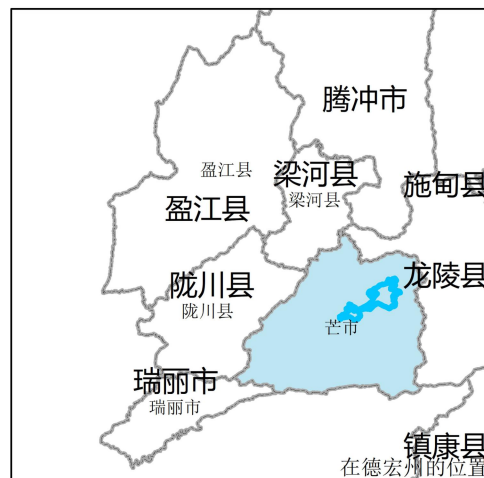 腾冲市
盈江县
梁河县
施甸县
盈江县
梁河县
龙陵县
陇川县
陇川县
芒市
瑞丽市
瑞丽市
镇康县
在德宏州的位置